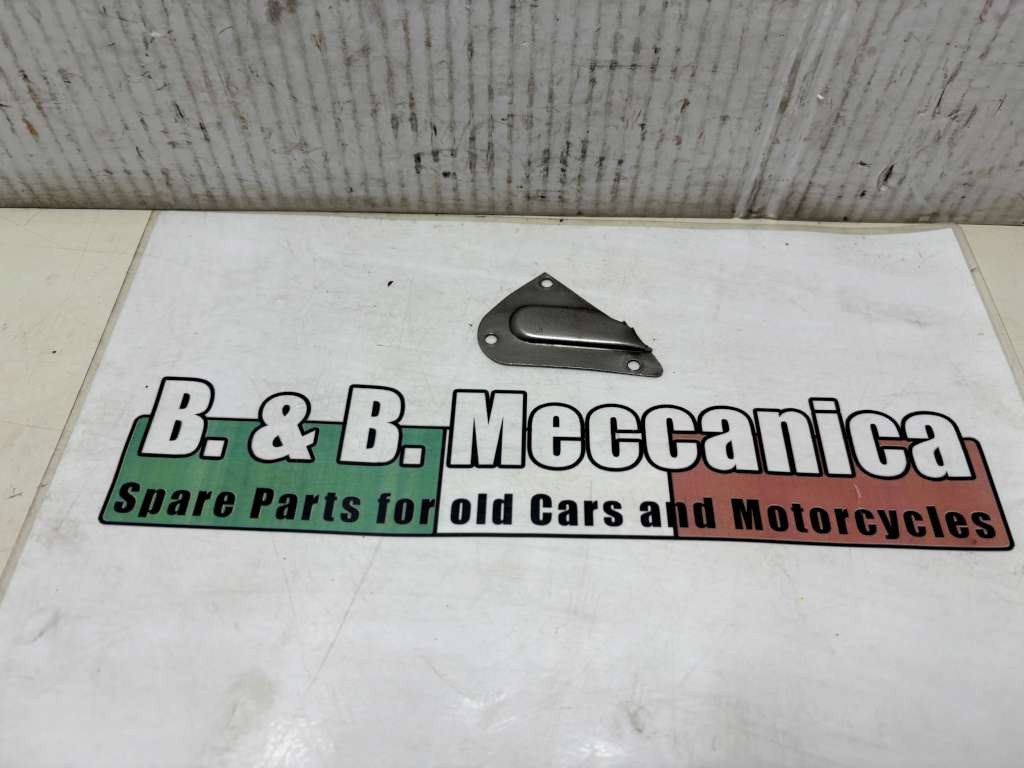 B. & B. Meccanica
Spare Parts for old Cars and Motorcycles